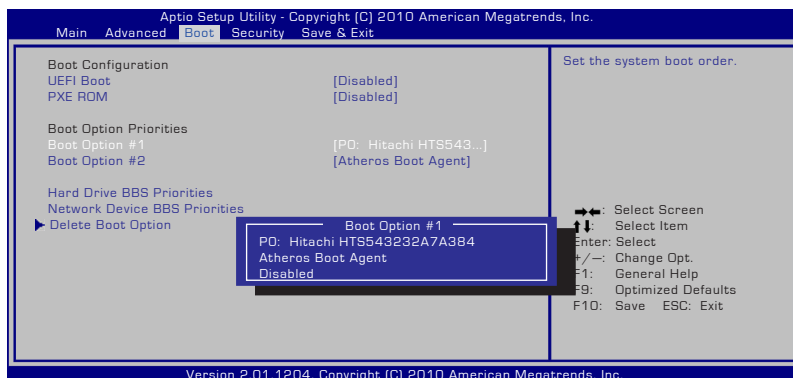 Aptio Setup Utility - Copyright (C) 2010 American Megatrends, Inc.
Main Advanced Boot Security Save & Exit
Boot Configuration
UEFI Boot [Disabled]
PXE ROM [Disabled]
Boot Option Priorities
Boot Option #1 [P0: Hitachi HTS543...]
Boot Option #2 [Atheros Boot Agent]
Hard Drive BBS Priorities
Network Device BBS Priorities
Delete Boot Option
Boot Option #1
P0: Hitachi HTS543232A7A384
Atheros Boot Agent
Disabled
Set the system boot order.
→←: Select Screen
↑↓: Select Item
Enter: Select
+/—: Change Opt.
F1: General Help
F9: Optimized Defaults
F10: Save ESC: Exit
Version 2.01.1204. Copyright (C) 2010 American Megatrends, Inc.